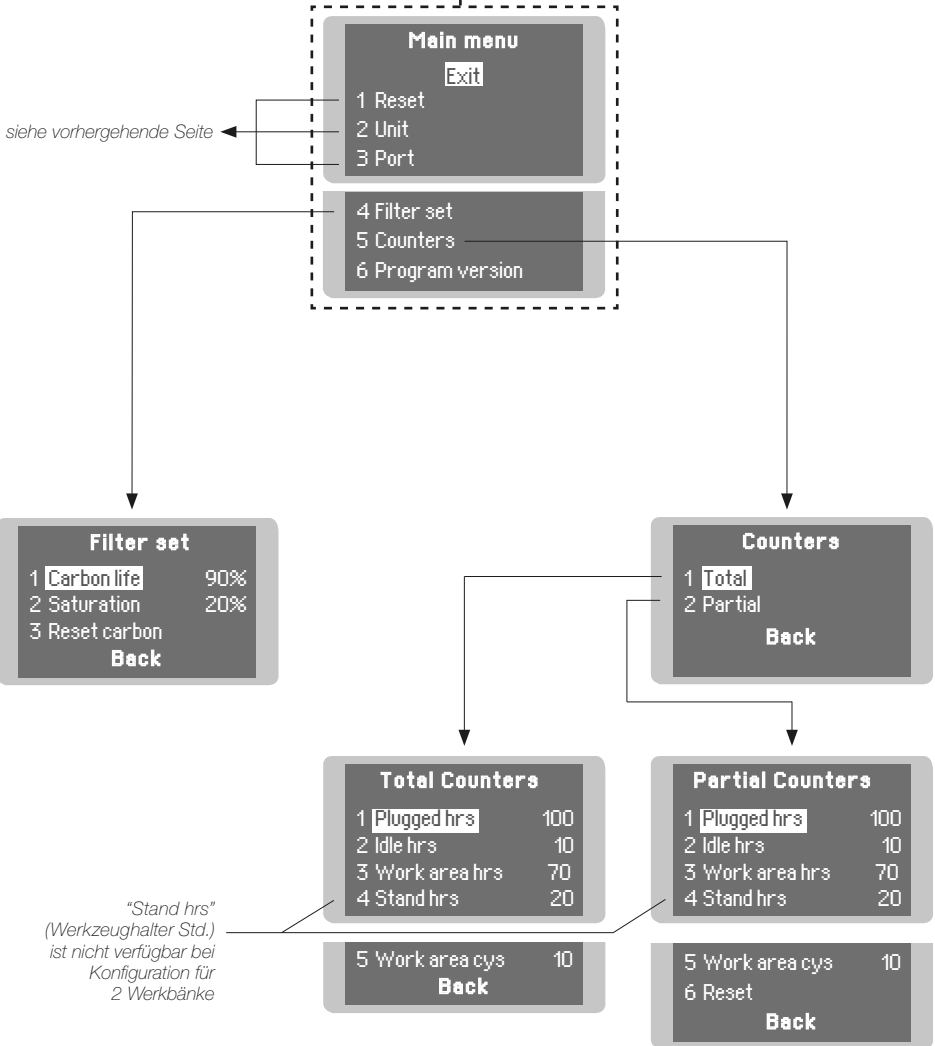 Main menu
Exit
1 Reset
2 Unit
3 Port
siehe vorhergehende Seite
4 Filter set
5 Counters
6 Program version
Filter set
1 Carbon life 90%
2 Saturation 20%
3 Reset carbon
Back
Counters
1 Total
2 Partial
Back
Total Counters
1 Plugged hrs 100
2 Idle hrs 10
3 Work area hrs 70
4 Stand hrs 20
5 Work area cys 10
Back
Partial Counters
1 Plugged hrs 100
2 Idle hrs 10
3 Work area hrs 70
4 Stand hrs 20
5 Work area cys 10
6 Reset
Back
"Stand hrs"
(Werkzeughalter Std.)
ist nicht verfügbar bei
Konfiguration für
2 Werkbänke